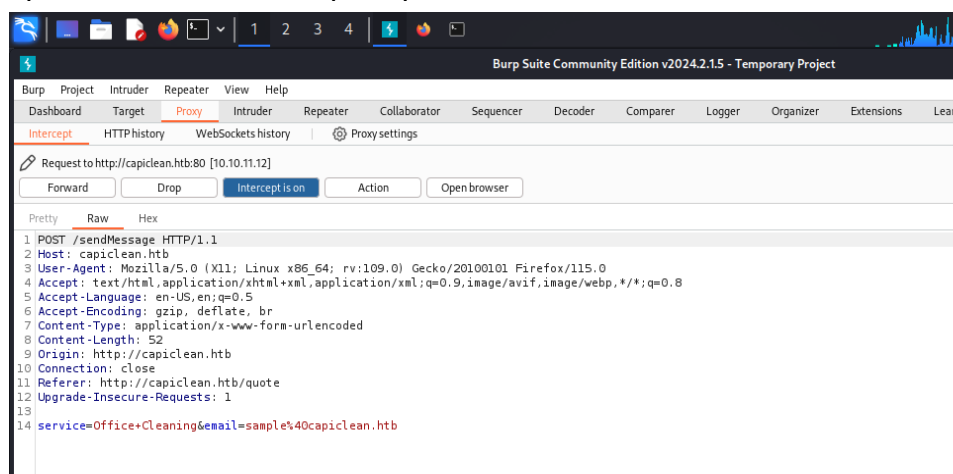 1 2 3 4
Burp Suite Community Edition v2024.2.1.5 - Temporary Project
Burp Project Intruder Repeater View Help
Dashboard Target Proxy Intruder Repeater Collaborator Sequencer Decoder Comparer Logger Organizer Extensions Lear
Intercept HTTP history WebSockets history Proxy settings
Request to http://capiclean.htb:80 [10.10.11.12]
Forward Drop Intercept is on Action Open browser
Pretty Raw Hex
1 POST /sendMessage HTTP/1.1
2 Host: capiclean.htb
3 User-Agent: Mozilla/5.0 (X11; Linux x86_64; rv:109.0) Gecko/20100101 Firefox/115.0
4 Accept: text/html,application/xhtml+xml,application/xml;q=0.9,image/avif,image/webp,*/*;q=0.8
5 Accept-Language: en-US,en;q=0.5
6 Accept-Encoding: gzip, deflate, br
7 Content-Type: application/x-www-form-urlencoded
8 Content-Length: 52
9 Origin: http://capiclean.htb
10 Connection: close
11 Referer: http://capiclean.htb/quote
12 Upgrade-Insecure-Requests: 1
13
14 service=Office+Cleaning&email=sample%40capiclean.htb